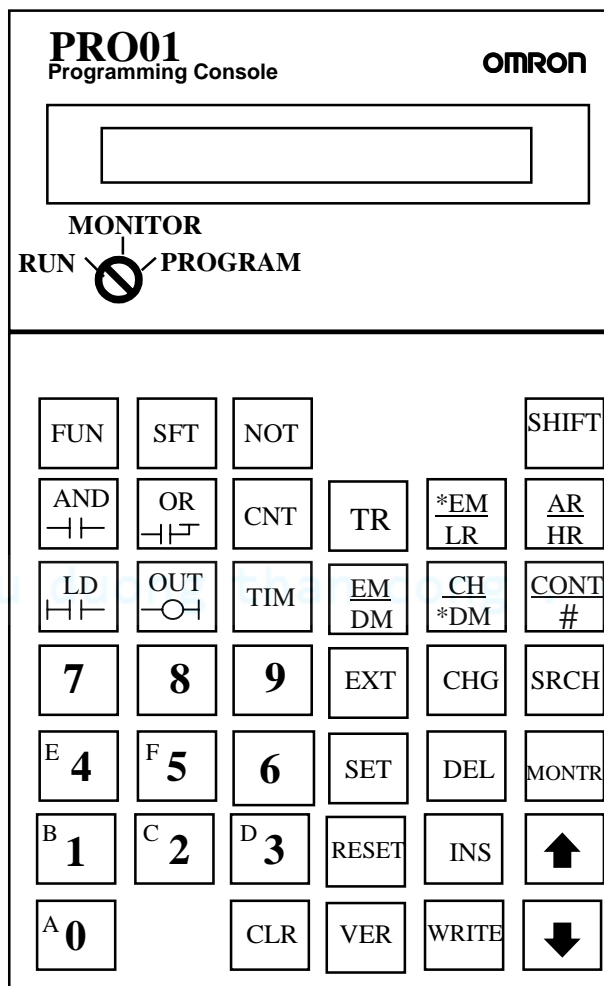 PRO01
Programming Console
OMRON
MONITOR
RUN
PROGRAM
FUN SFT NOT SHIFT
AND OR CNT TR *EM LR AR HR
LD OUT TIM EM DM CH *DM CONT #
7 8 9 EXT CHG SRCH
E 4 F 5 6 SET DEL MONTR
B 1 C 2 D 3 RESET INS
A 0 CLR VER WRITE